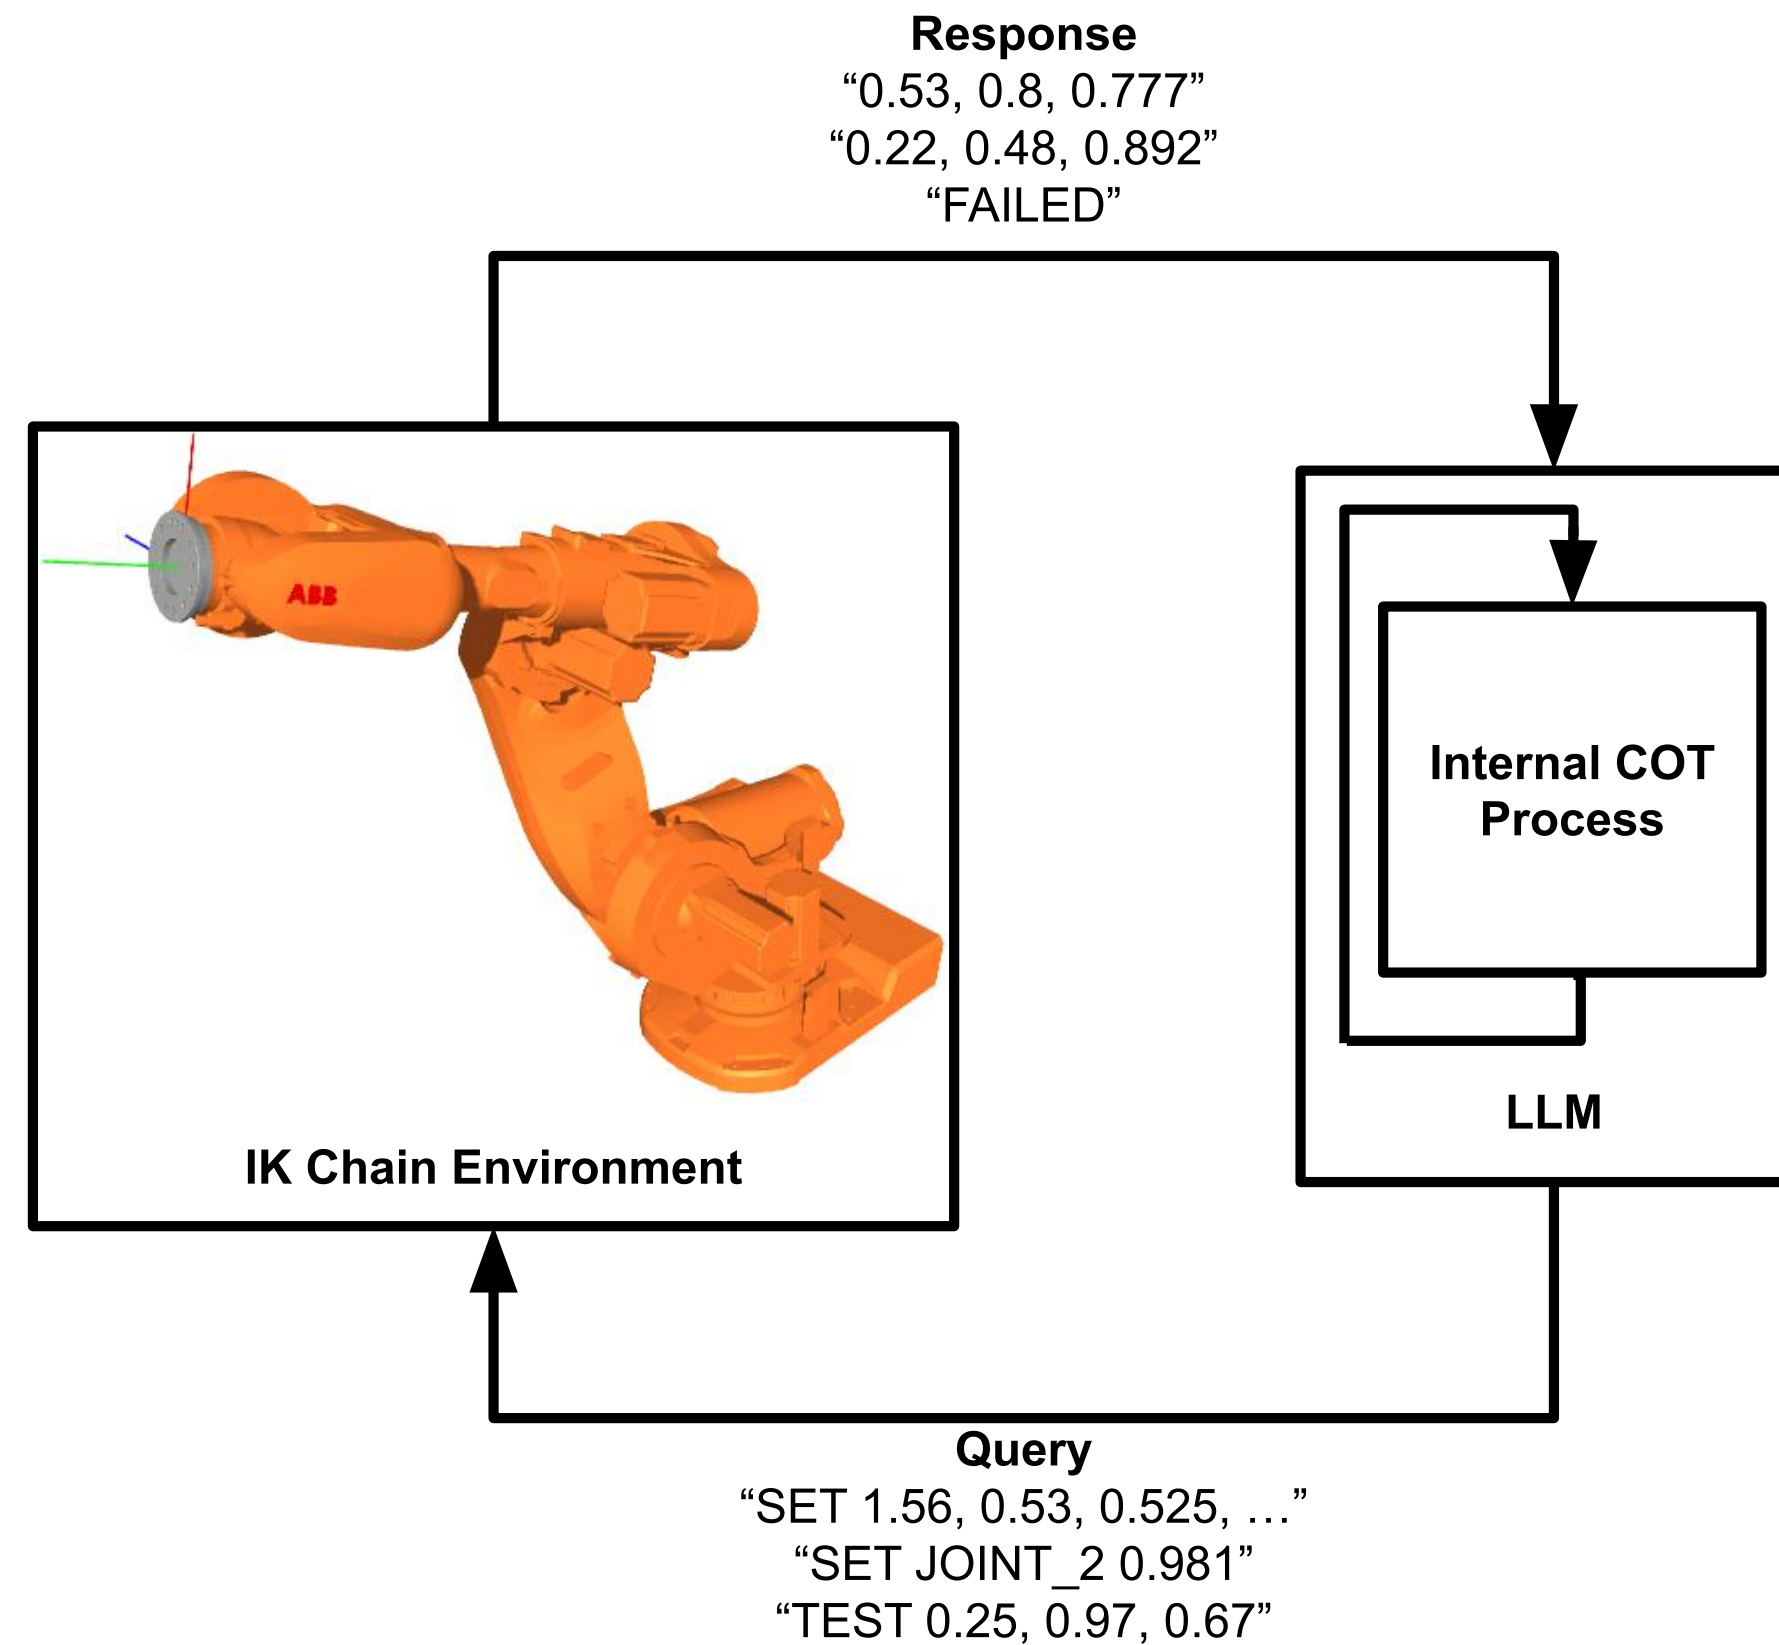 Response
“0.53, 0.8, 0.777”
“0.22, 0.48, 0.892”
“FAILED”
ABB
Internal COT
Process
LLM
IK Chain Environment
Query
“SET 1.56, 0.53, 0.525, …”
“SET JOINT_2 0.981”
“TEST 0.25, 0.97, 0.67”